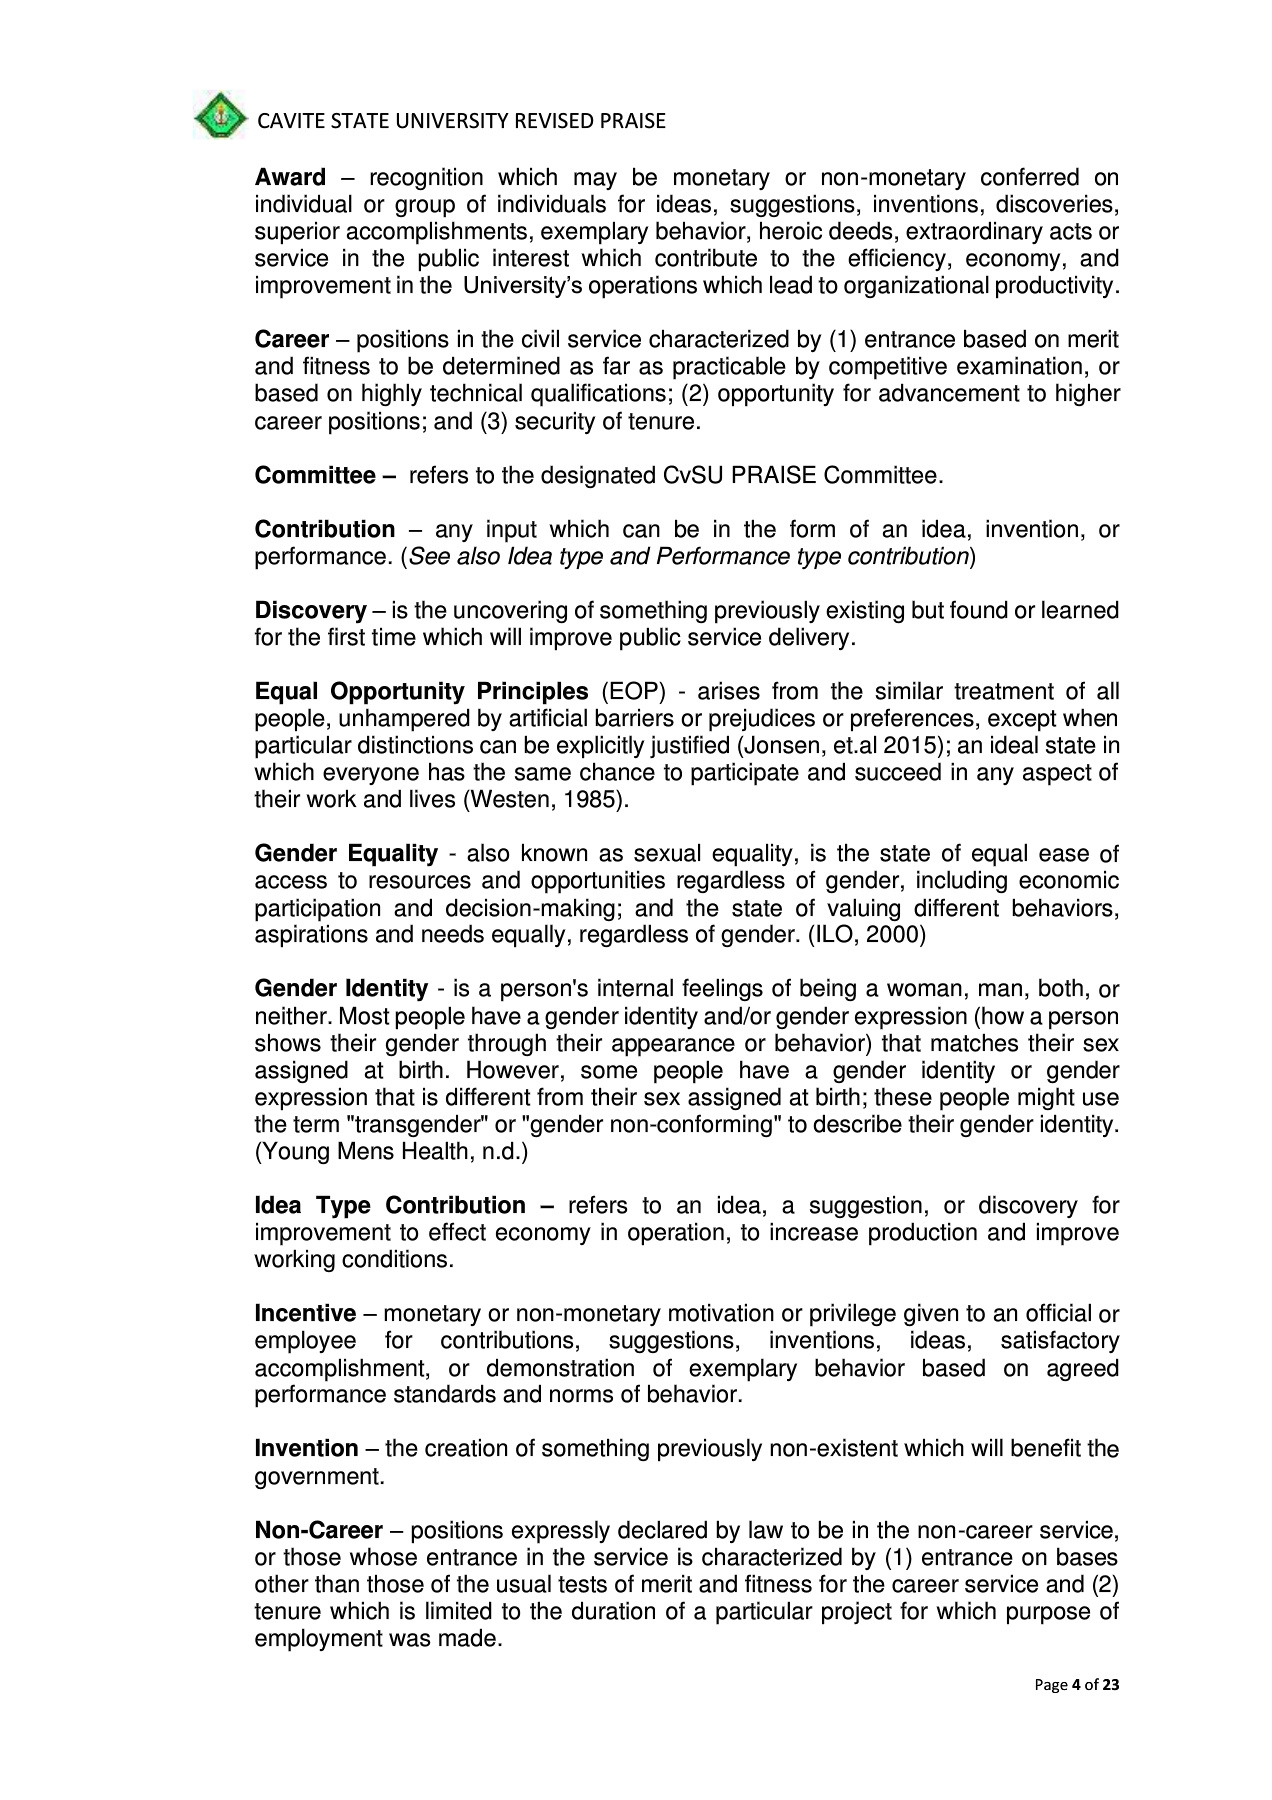 CAVITE STATE UNIVERSITY REVISED PRAISE
Award – recognition which may be monetary or non-monetary conferred on
individual or group of individuals for ideas, suggestions, inventions, discoveries,
superior accomplishments, exemplary behavior, heroic deeds, extraordinary acts or
service in the public interest which contribute to the efficiency, economy, and
improvement in the University’s operations which lead to organizational productivity.
Career – positions in the civil service characterized by (1) entrance based on merit
and fitness to be determined as far as practicable by competitive examination, or
based on highly technical qualifications; (2) opportunity for advancement to higher
career positions; and (3) security of tenure.
Committee – refers to the designated CvSU PRAISE Committee.
Contribution – any input which can be in the form of an idea, invention, or
performance. (See also Idea type and Performance type contribution)
Discovery – is the uncovering of something previously existing but found or learned
for the first time which will improve public service delivery.
Equal Opportunity Principles (EOP) - arises from the similar treatment of all
people, unhampered by artificial barriers or prejudices or preferences, except when
particular distinctions can be explicitly justified (Jonsen, et.al 2015); an ideal state in
which everyone has the same chance to participate and succeed in any aspect of
their work and lives (Westen, 1985).
Gender Equality - also known as sexual equality, is the state of equal ease of
access to resources and opportunities regardless of gender, including economic
participation and decision-making; and the state of valuing different behaviors,
aspirations and needs equally, regardless of gender. (ILO, 2000)
Gender Identity - is a person's internal feelings of being a woman, man, both, or
neither. Most people have a gender identity and/or gender expression (how a person
shows their gender through their appearance or behavior) that matches their sex
assigned at birth. However, some people have a gender identity or gender
expression that is different from their sex assigned at birth; these people might use
the term "transgender" or "gender non-conforming" to describe their gender identity.
(Young Mens Health, n.d.)
Idea Type Contribution – refers to an idea, a suggestion, or discovery for
improvement to effect economy in operation, to increase production and improve
working conditions.
Incentive – monetary or non-monetary motivation or privilege given to an official or
employee for contributions, suggestions, inventions, ideas, satisfactory
accomplishment, or demonstration of exemplary behavior based on agreed
performance standards and norms of behavior.
Invention – the creation of something previously non-existent which will benefit the
government.
Non-Career – positions expressly declared by law to be in the non-career service,
or those whose entrance in the service is characterized by (1) entrance on bases
other than those of the usual tests of merit and fitness for the career service and (2)
tenure which is limited to the duration of a particular project for which purpose of
employment was made.
Page 4 of 23